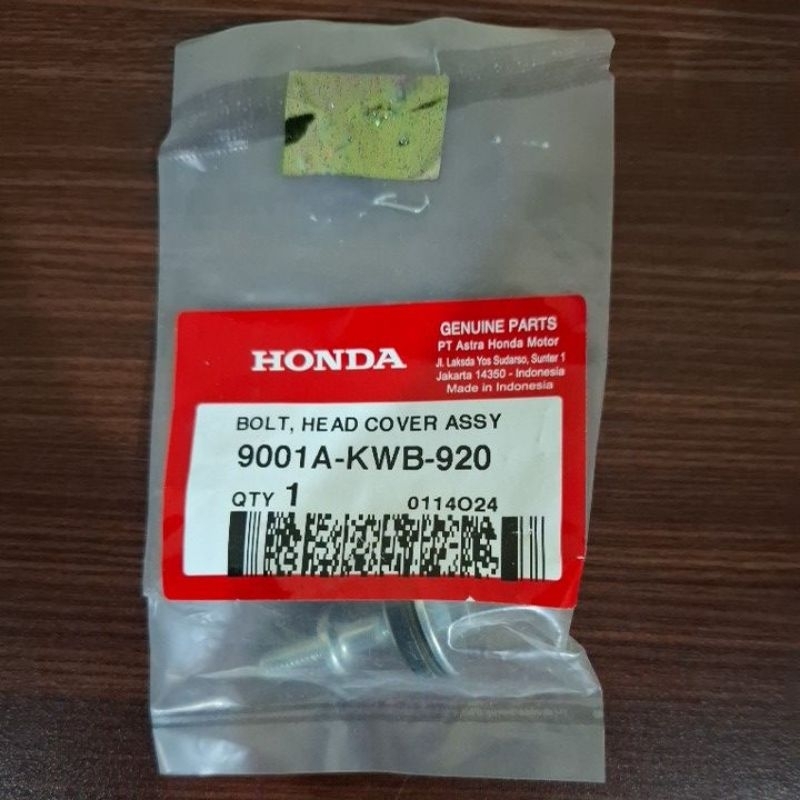 HONDA
GENUINE PARTS
PT Astra Honda Motor
Jl. Laksda Yos Sudarso, Sunter 1
Jakarta 14350 - Indonesia
Made in Indonesia
BOLT, HEAD COVER ASSY
9001A-KWB-920
QTY 1
0114O24